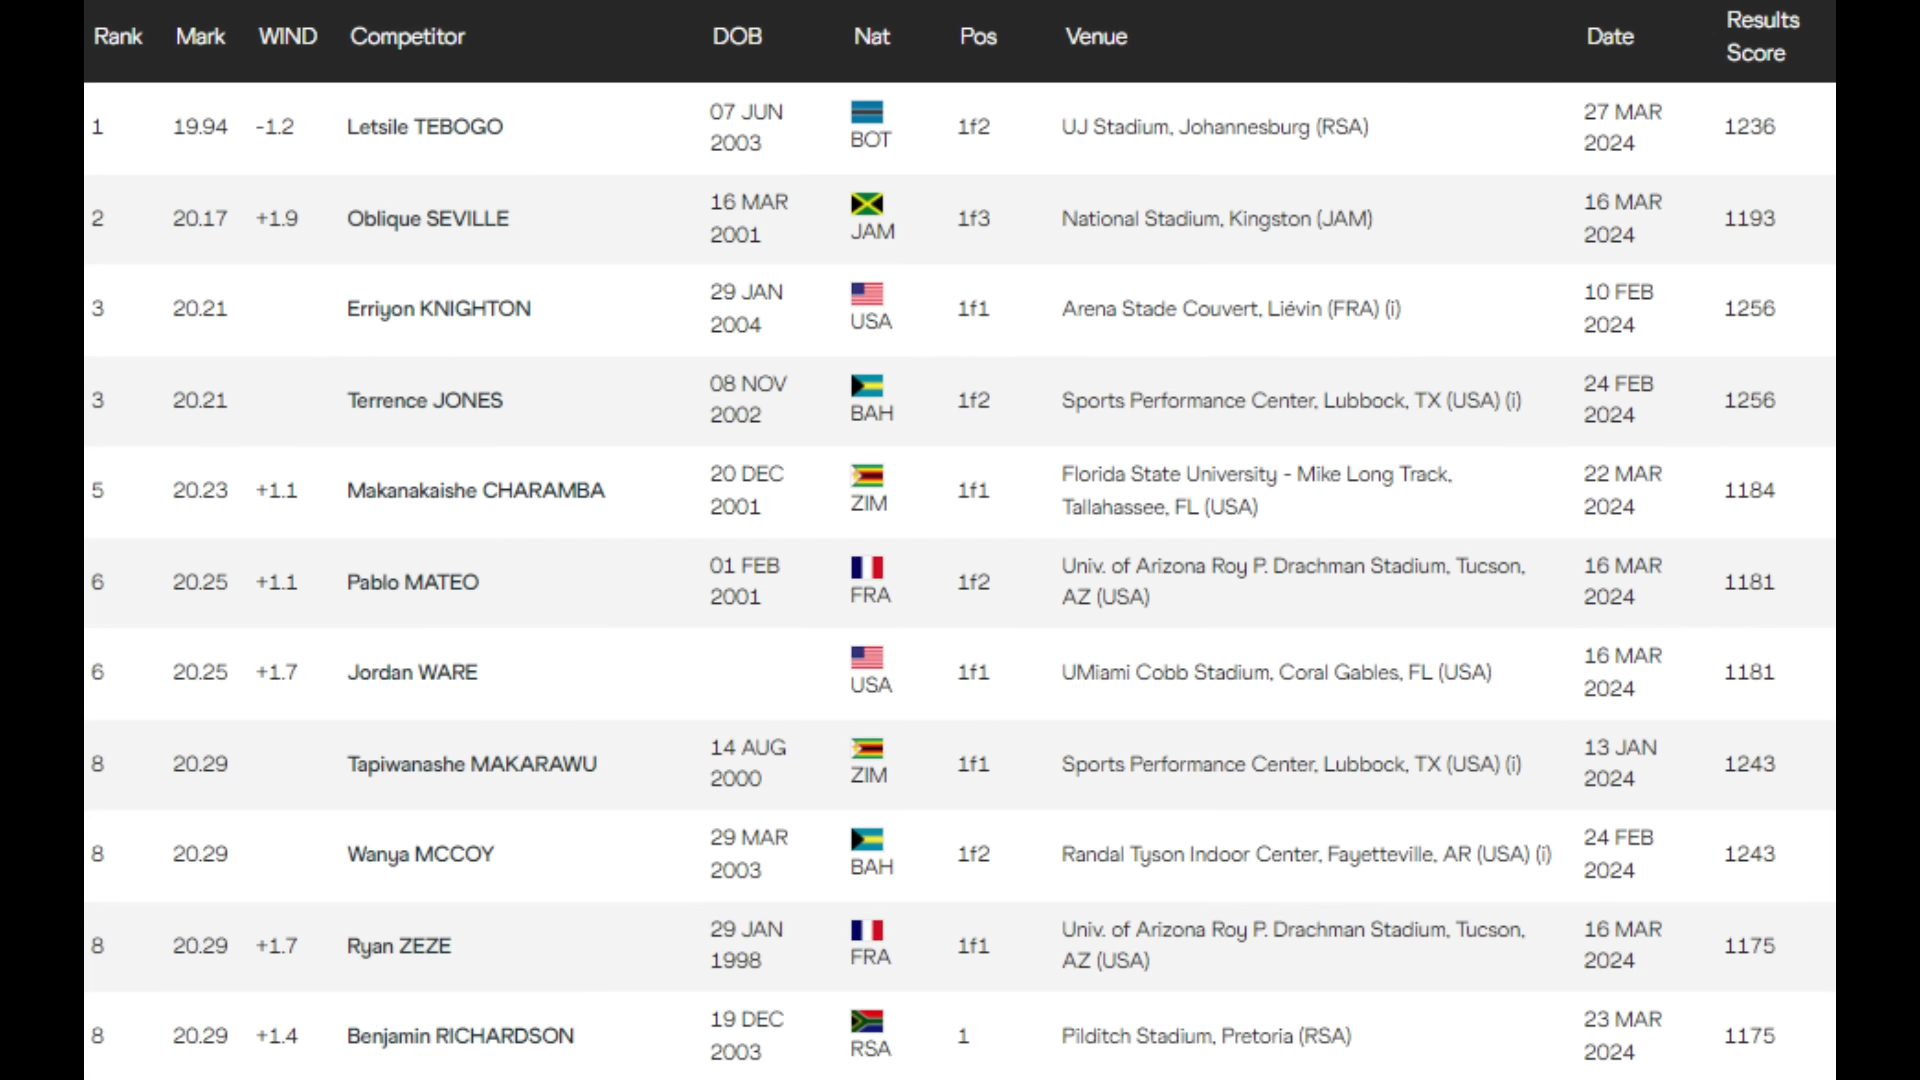 Rank Mark WIND Competitor DOB Nat Pos Venue Date Results Score
1 19.94 -1.2 Letsile TEBOGO 07 JUN 2003 BOT 1f2 UJ Stadium, Johannesburg (RSA) 27 MAR 2024 1236
2 20.17 +1.9 Oblique SEVILLE 16 MAR 2001 JAM 1f3 National Stadium, Kingston (JAM) 16 MAR 2024 1193
3 20.21 Erriyon KNIGHTON 29 JAN 2004 USA 1f1 Arena Stade Couvert, Liévin (FRA) (i) 10 FEB 2024 1256
3 20.21 Terrence JONES 08 NOV 2002 BAH 1f2 Sports Performance Center, Lubbock, TX (USA) (i) 24 FEB 2024 1256
5 20.23 +1.1 Makanakaishe CHARAMBA 20 DEC 2001 ZIM 1f1 Florida State University - Mike Long Track, Tallahassee, FL (USA) 22 MAR 2024 1184
6 20.25 +1.1 Pablo MATEO 01 FEB 2001 FRA 1f2 Univ. of Arizona Roy P. Drachman Stadium, Tucson, AZ (USA) 16 MAR 2024 1181
6 20.25 +1.7 Jordan WARE USA 1f1 UMiami Cobb Stadium, Coral Gables, FL (USA) 16 MAR 2024 1181
8 20.29 Tapiwanashe MAKARAWU 14 AUG 2000 ZIM 1f1 Sports Performance Center, Lubbock, TX (USA) (i) 13 JAN 2024 1243
8 20.29 Wanya MCCOY 29 MAR 2003 BAH 1f2 Randal Tyson Indoor Center, Fayetteville, AR (USA) (i) 24 FEB 2024 1243
8 20.29 +1.7 Ryan ZEZE 29 JAN 1998 FRA 1f1 Univ. of Arizona Roy P. Drachman Stadium, Tucson, AZ (USA) 16 MAR 2024 1175
8 20.29 +1.4 Benjamin RICHARDSON 19 DEC 2003 RSA 1 Pilditch Stadium, Pretoria (RSA) 23 MAR 2024 1175